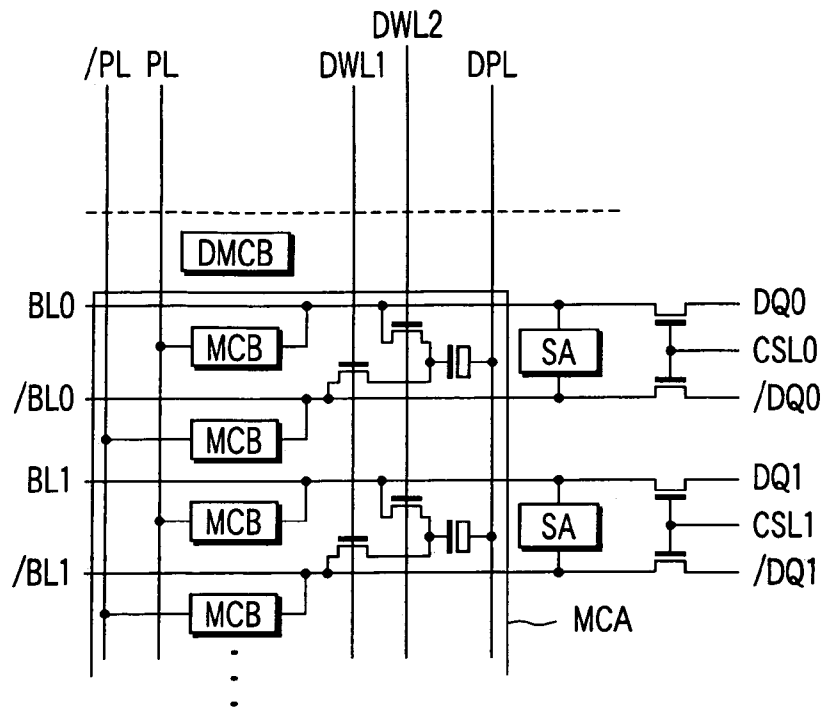 DWL2
/PL PL DWL1 DPL
DMCB
BL0 DQ0
MCB SA CSL0
/BL0 /DQ0
MCB
BL1 DQ1
MCB SA CSL1
/BL1 /DQ1
MCB MCA